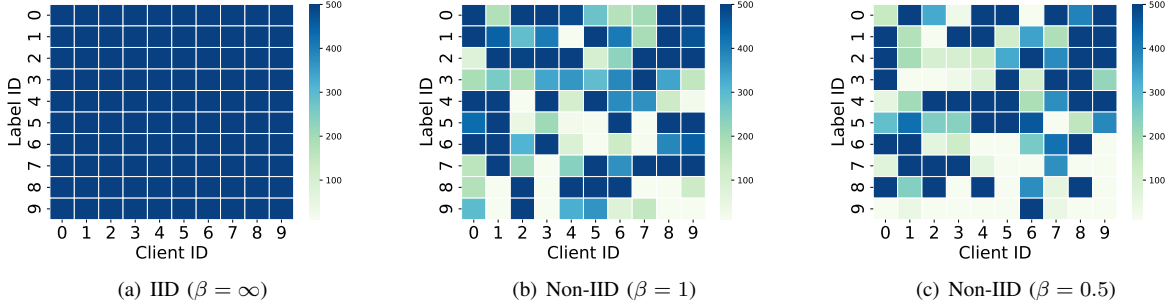 0 1 2 3 4 5 6 7 8 9
Label ID
0 1 2 3 4 5 6 7 8 9
Client ID
500
400
300
200
100
(a) IID (β = ∞)
0 1 2 3 4 5 6 7 8 9
Label ID
0 1 2 3 4 5 6 7 8 9
Client ID
500
400
300
200
100
(b) Non-IID (β = 1)
0 1 2 3 4 5 6 7 8 9
Label ID
0 1 2 3 4 5 6 7 8 9
Client ID
500
400
300
200
100
(c) Non-IID (β = 0.5)